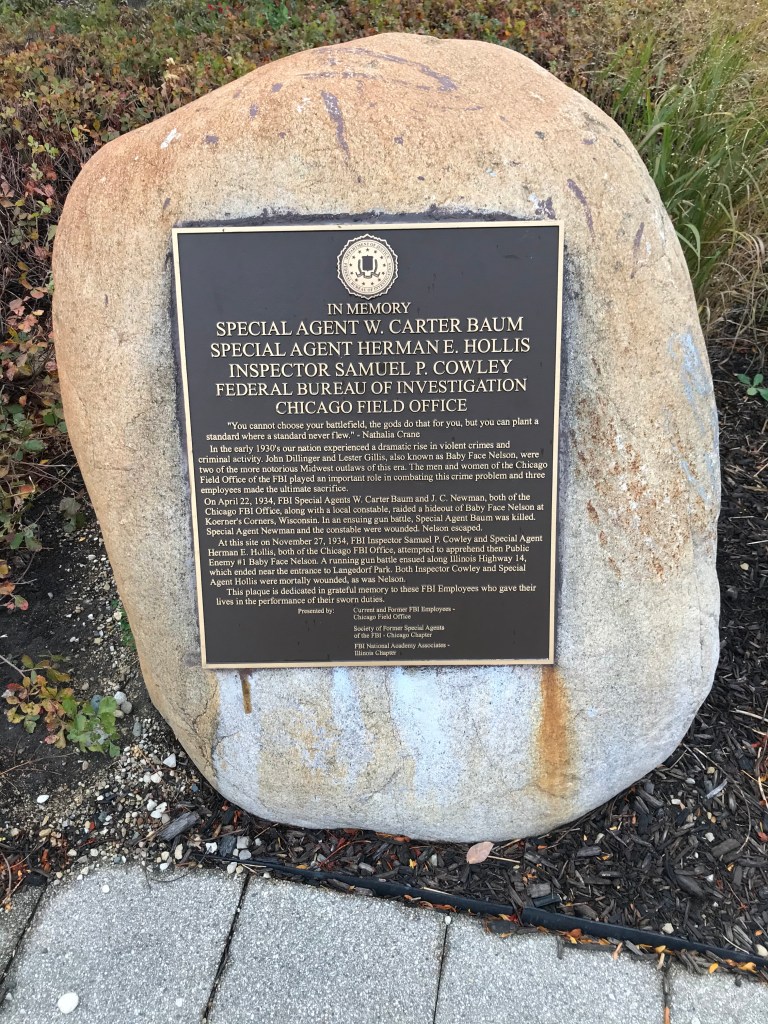 IN MEMORY
SPECIAL AGENT W. CARTER BAUM
SPECIAL AGENT HERMAN E. HOLLIS
INSPECTOR SAMUEL P. COWLEY
FEDERAL BUREAU OF INVESTIGATION
CHICAGO FIELD OFFICE
"You cannot choose your battlefield, the gods do that for you, but you can plant a
standard where a standard never flew." - Nathalia Crane
In the early 1930's our nation experienced a dramatic rise in violent crimes and
criminal activity. John Dillinger and Lester Gillis, also known as Baby Face Nelson, were
two of the more notorious Midwest outlaws of this era. The men and women of the Chicago
Field Office of the FBI played an important role in combating this crime problem and three
employees made the ultimate sacrifice.
On April 22, 1934, FBI Special Agents W. Carter Baum and J. C. Newman, both of the
Chicago FBI Office, along with a local constable, raided a hideout of Baby Face Nelson at
Koerner's Corners, Wisconsin. In an ensuing gun battle, Special Agent Baum was killed.
Special Agent Newman and the constable were wounded. Nelson escaped.
At this site on November 27, 1934, FBI Inspector Samuel P. Cowley and Special Agent
Herman E. Hollis, both of the Chicago FBI Office, attempted to apprehend then Public
Enemy #1 Baby Face Nelson. A running gun battle ensued along Illinois Highway 14,
which ended near the entrance to Langedorf Park. Both Inspector Cowley and Special
Agent Hollis were mortally wounded, as was Nelson.
This plaque is dedicated in grateful memory to these FBI Employees who gave their
lives in the performance of their sworn duties.
Presented by: Current and Former FBI Employees -
Chicago Field Office
Society of Former Special Agents
of the FBI - Chicago Chapter
FBI National Academy Associates -
Illinois Chapter